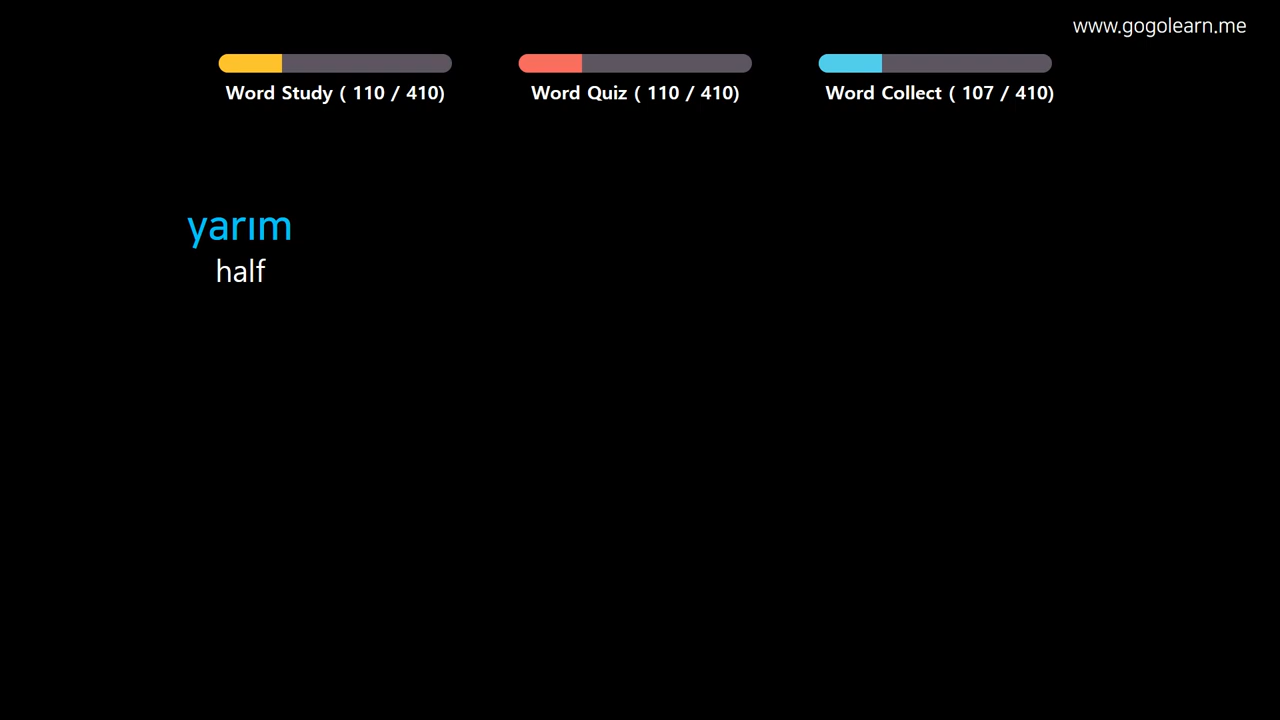 www.gogolearn.me
Word Study ( 110 / 410)
Word Quiz ( 110 / 410)
Word Collect ( 107 / 410)
yarım
half